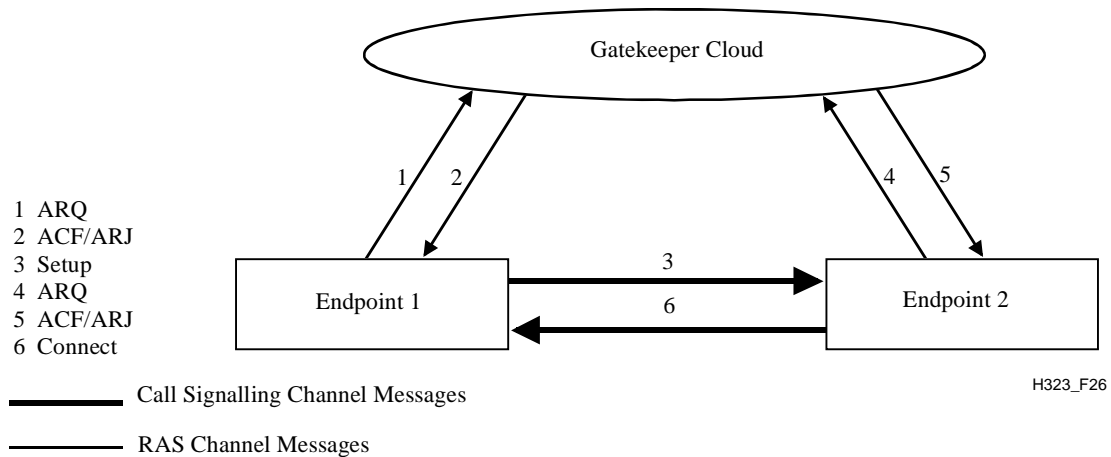 Gatekeeper Cloud
1
2
4
5
1 ARQ
2 ACF/ARJ
3 Setup
4 ARQ
5 ACF/ARJ
6 Connect
3
Endpoint 1
Endpoint 2
6
H323_F26
Call Signalling Channel Messages
RAS Channel Messages